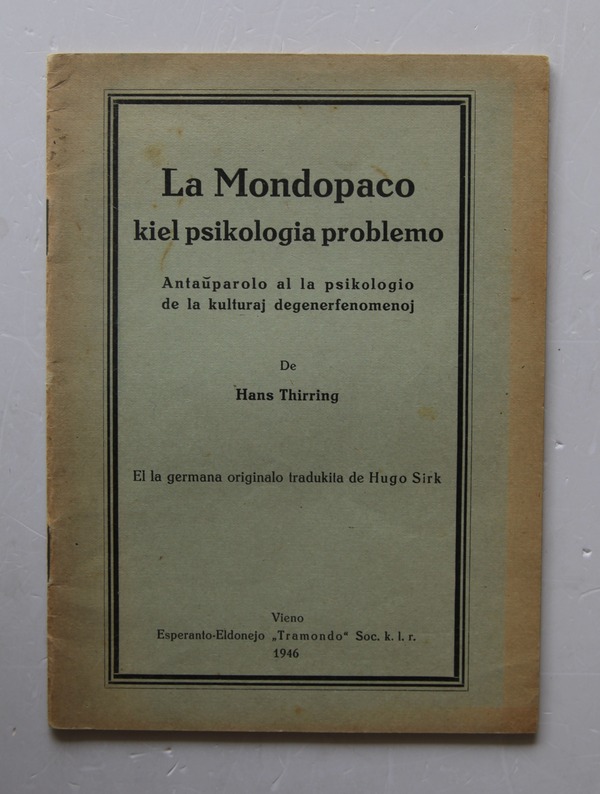 La Mondopaco
kiel psikologia problemo
Antaŭparolo al la psikologio
de la kulturaj degenerfenomenoj
De
Hans Thirring
El la germana originalo tradukita de Hugo Sirk
Vieno
Esperanto-Eldonejo „Tramondo“ Soc. k. l. r.
1946